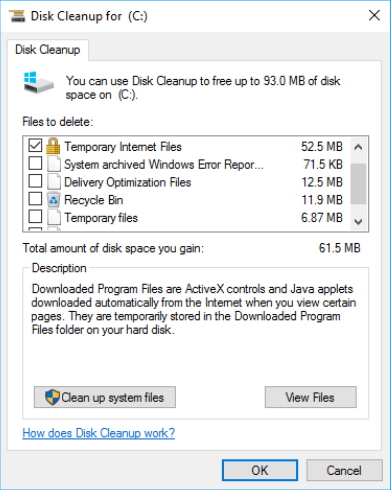 Disk Cleanup for (C:)
Disk Cleanup
You can use Disk Cleanup to free up to 93.0 MB of disk
space on (C:).
Files to delete:
Temporary Internet Files 52.5 MB
System archived Windows Error Repor... 71.5 KB
Delivery Optimization Files 12.5 MB
Recycle Bin 11.9 MB
Temporary files 6.87 MB
Total amount of disk space you gain: 61.5 MB
Description
Downloaded Program Files are ActiveX controls and Java applets
downloaded automatically from the Internet when you view certain
pages. They are temporarily stored in the Downloaded Program
Files folder on your hard disk.
Clean up system files View Files
How does Disk Cleanup work?
OK Cancel